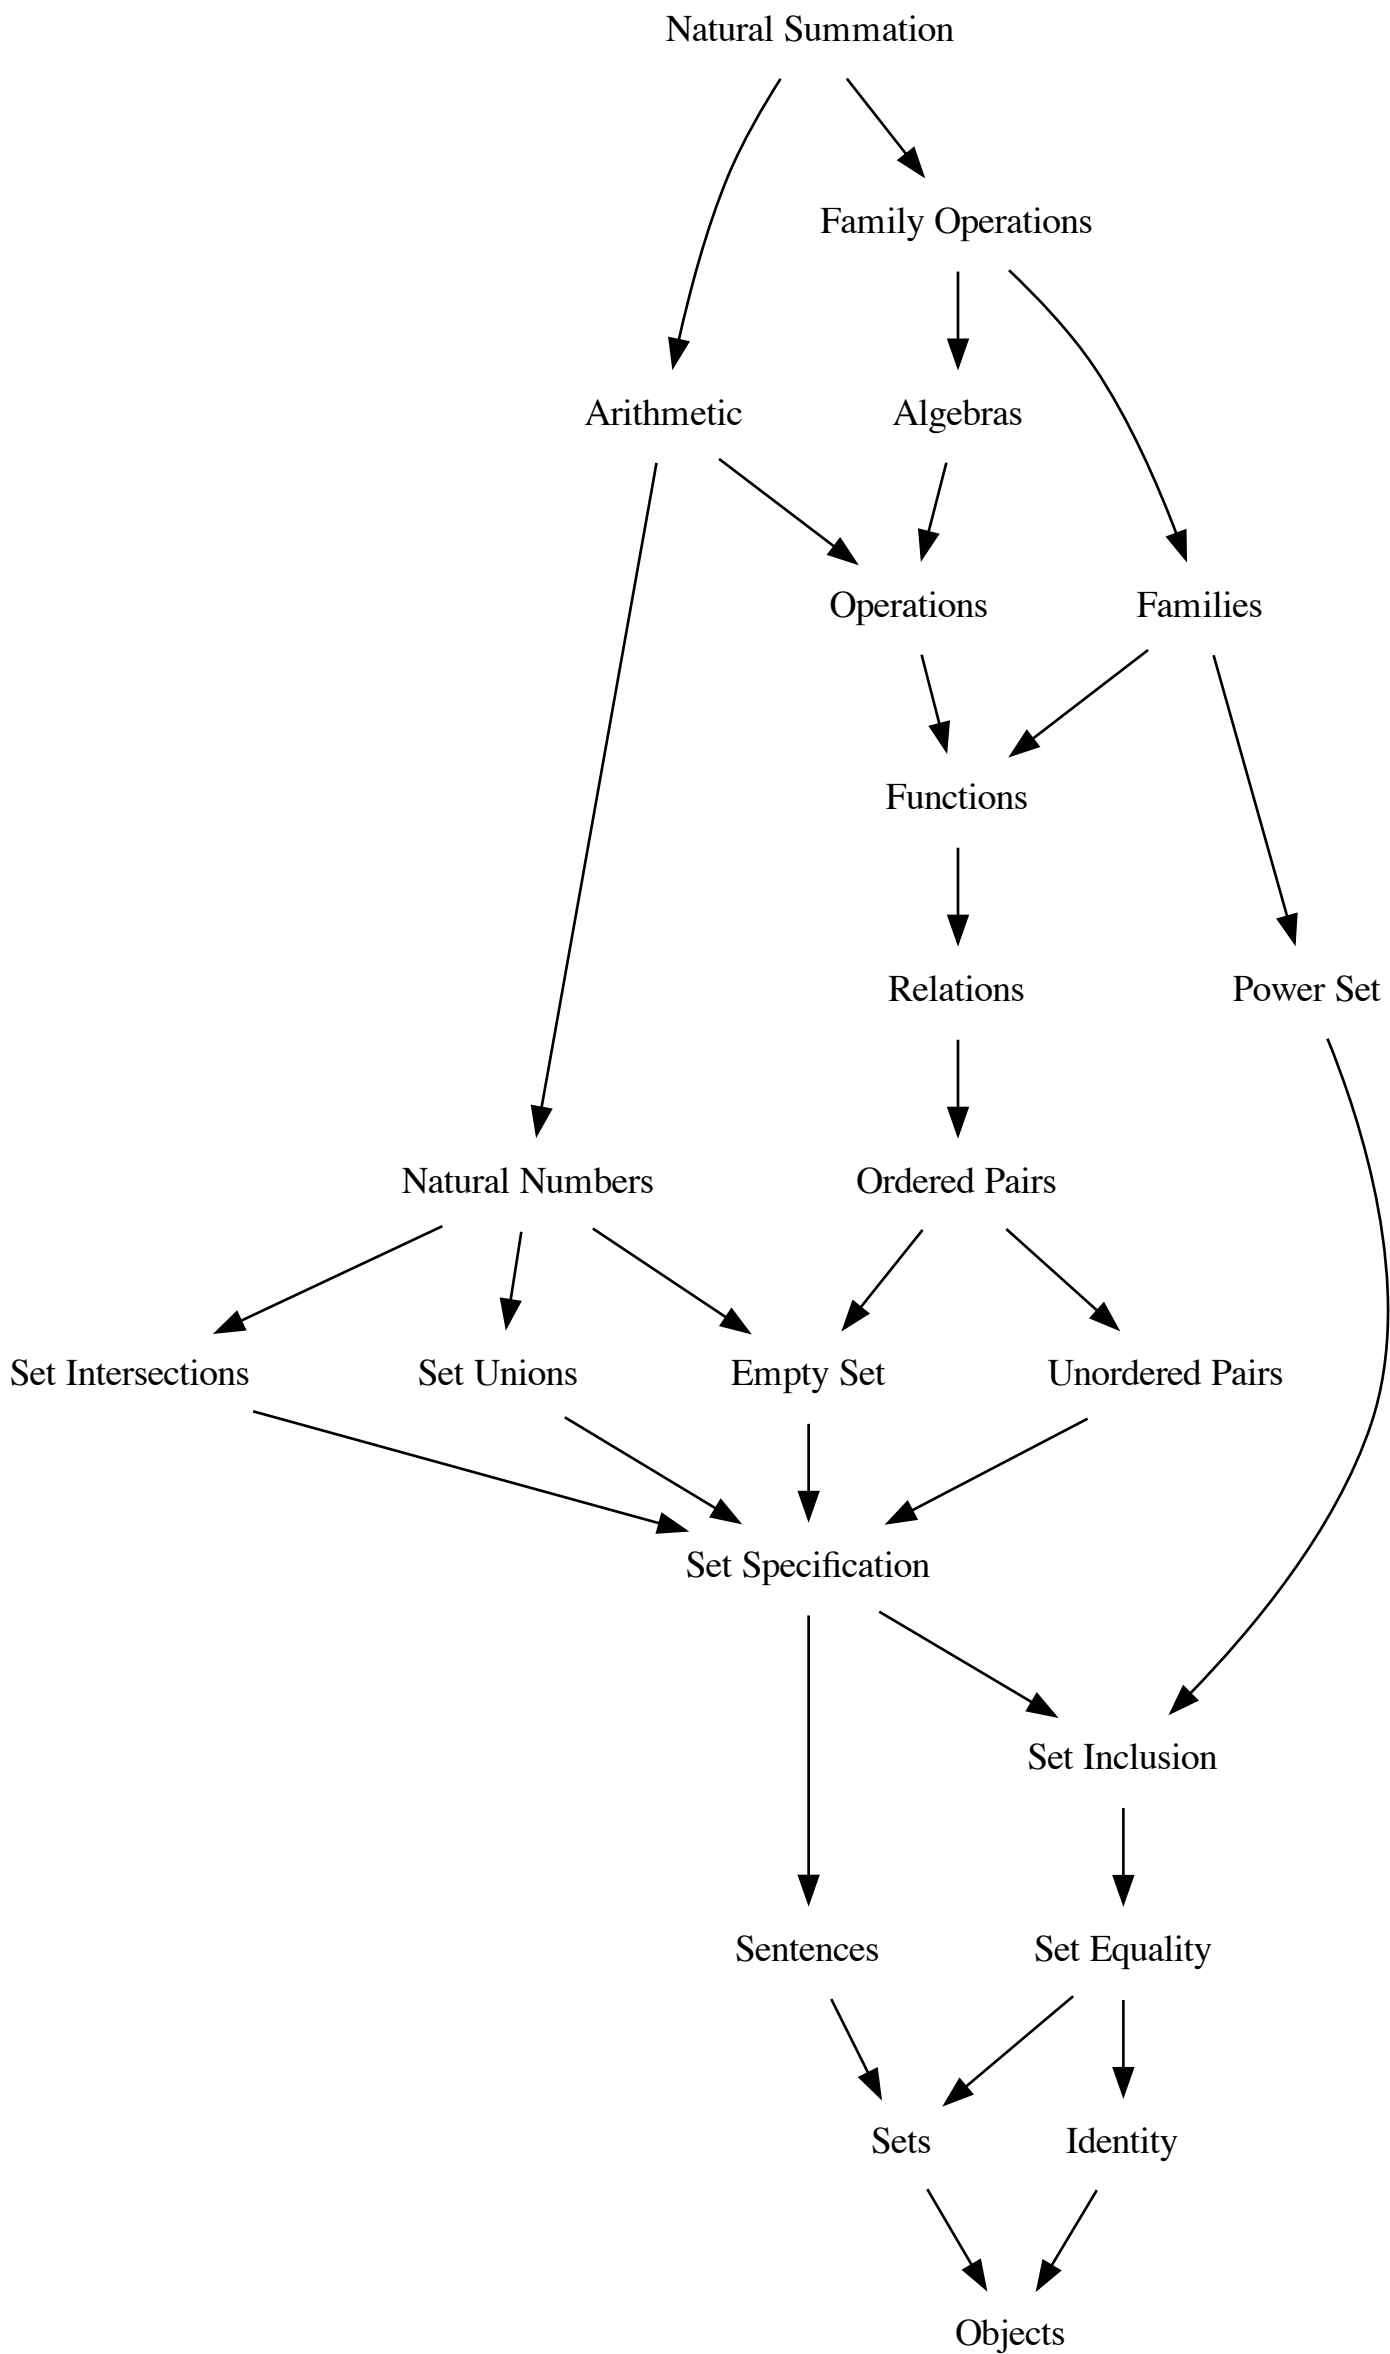 Natural Summation
Family Operations
Arithmetic
Algebras
Operations
Families
Functions
Relations
Power Set
Natural Numbers
Ordered Pairs
Set Intersections
Set Unions
Empty Set
Unordered Pairs
Set Specification
Set Inclusion
Sentences
Set Equality
Sets
Identity
Objects